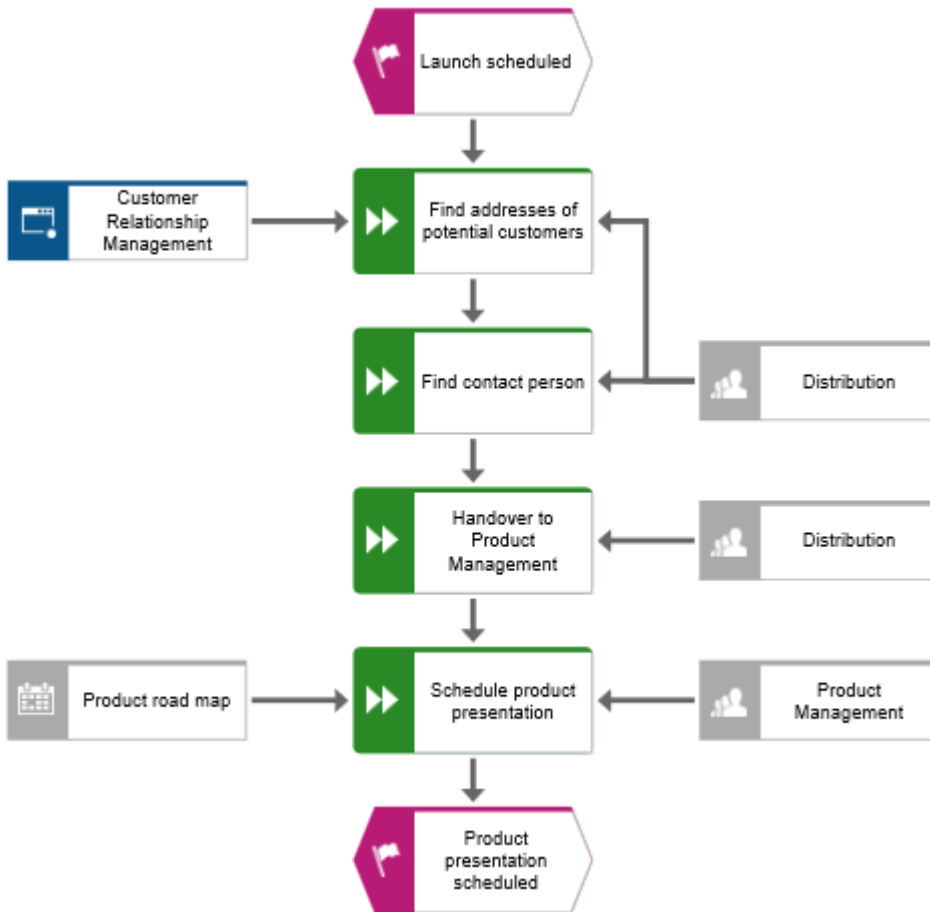 Launch scheduled
Customer
Relationship
Management
Find addresses of
potential customers
Find contact person
Distribution
Handover to
Product
Management
Distribution
Product road map
Schedule product
presentation
Product
Management
Product
presentation
scheduled